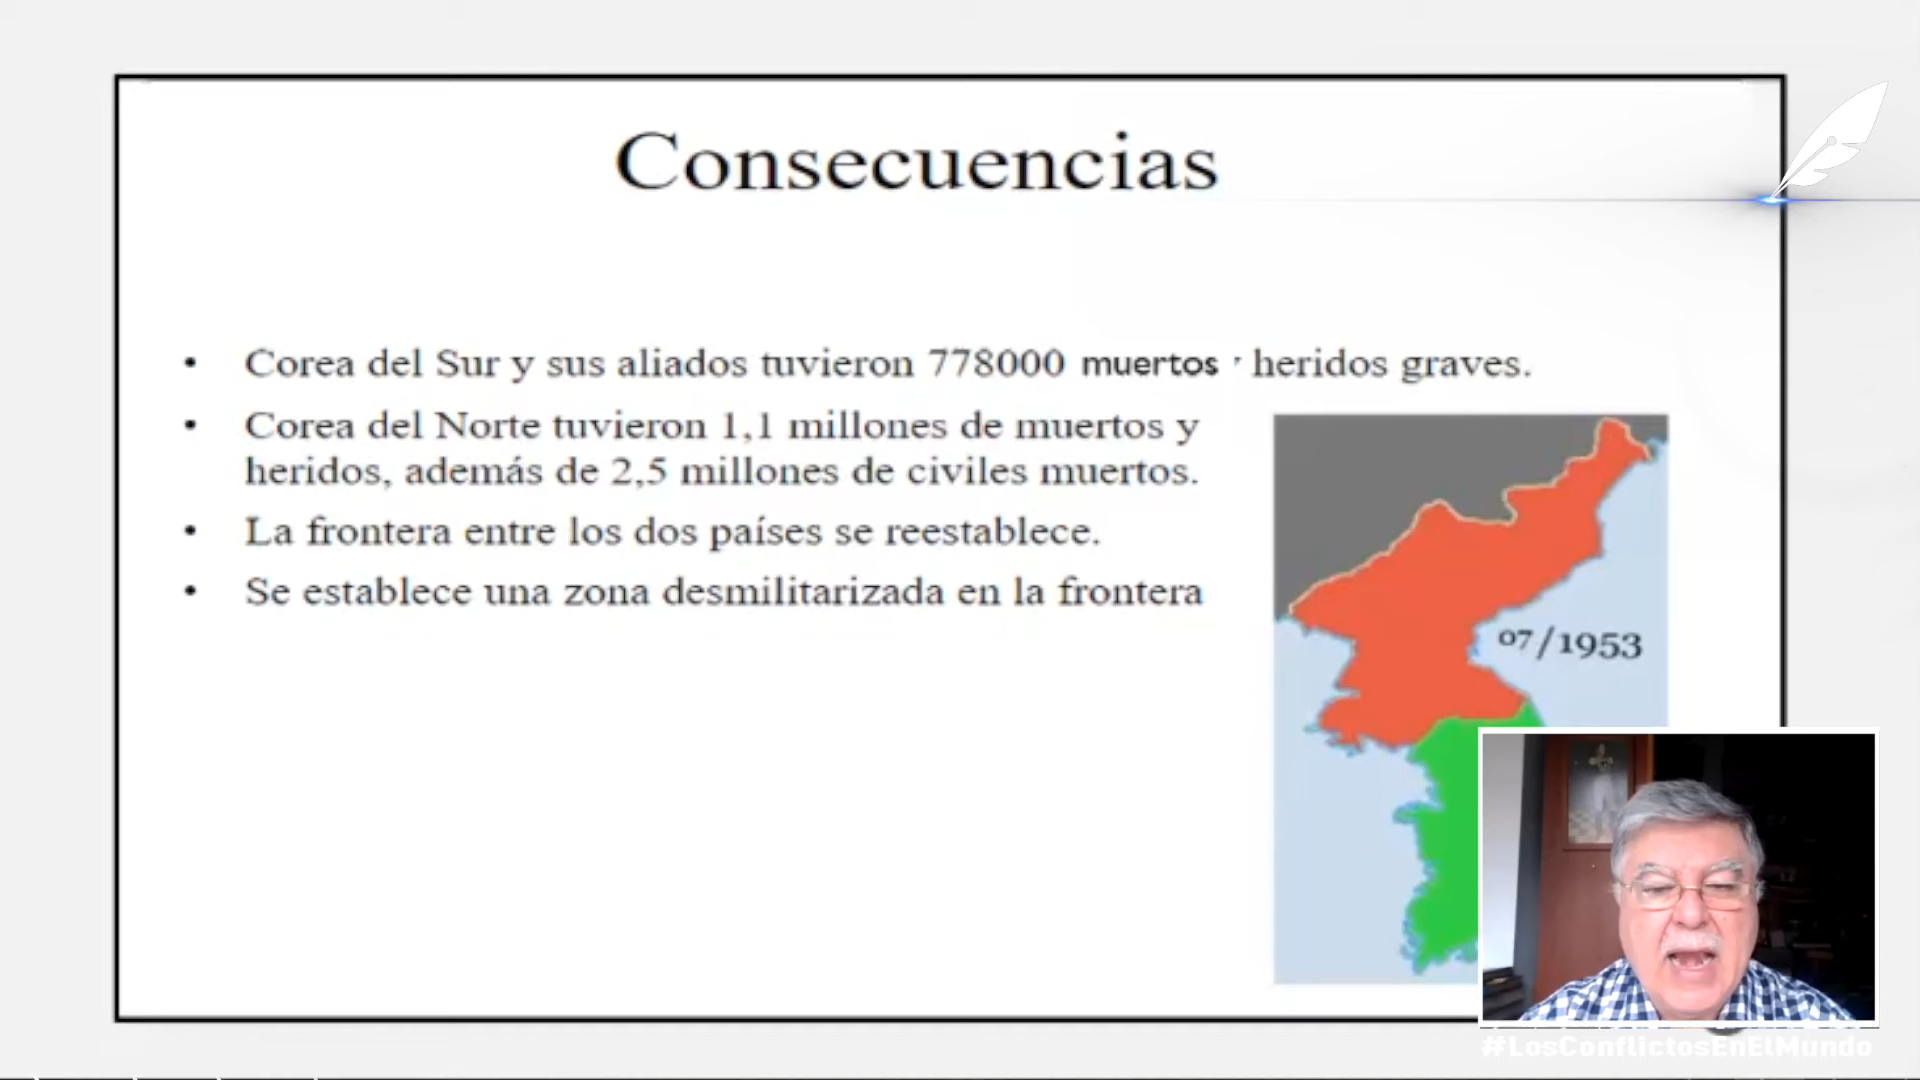 Consecuencias
• Corea del Sur y sus aliados tuvieron 778000 muertos y heridos graves.
• Corea del Norte tuvieron 1,1 millones de muertos y
heridos, además de 2,5 millones de civiles muertos.
• La frontera entre los dos países se reestablece.
• Se establece una zona desmilitarizada en la frontera
07/1953
#LosConflictosEnElMundo